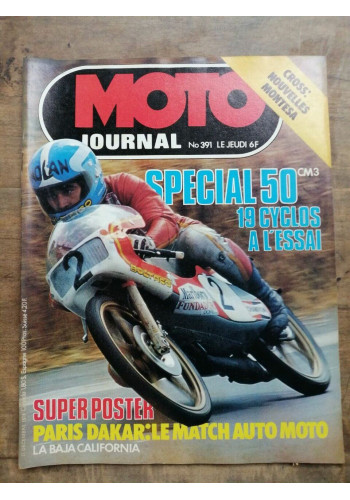 MOTO
JOURNAL
No 391 LE JEUDI 6F
CROSS:
NOUVELLES
MONTESA
SPECIAL 50 CM3
19 CYCLOS
A L'ESSAI
2
2
SUPER POSTER
PARIS DAKAR: LE MATCH AUTO MOTO
LA BAJA CALIFORNIA